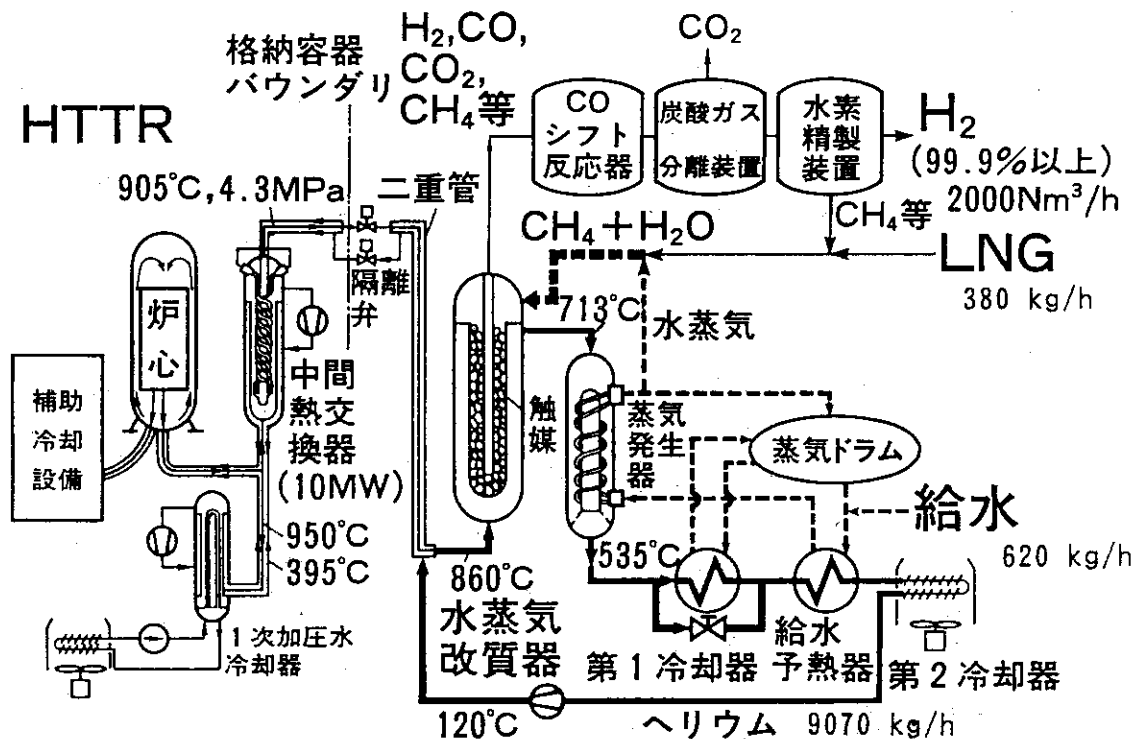 HTTR
格納容器
バウンダリ
H₂,CO,
CO₂,
CH₄等
CO₂
CO
シフト
反応器
炭酸ガス
分離装置
水素
精製
装置
H₂
(99.9%以上)
2000Nm³/h
CH₄等
LNG
380 kg/h
905℃,4.3MPa
二重管
隔離
弁
CH₄+H₂O
713℃
水蒸気
炉
心
中間
熱交
換器
(10MW)
補助
冷却
設備
950℃
395℃
1次加圧水
冷却器
触
媒
蒸気
発生
器
蒸気ドラム
給水
620 kg/h
860℃
水蒸気
改質器
535℃
第1冷却器
給水
予熱器
第2冷却器
120℃
ヘリウム 9070 kg/h